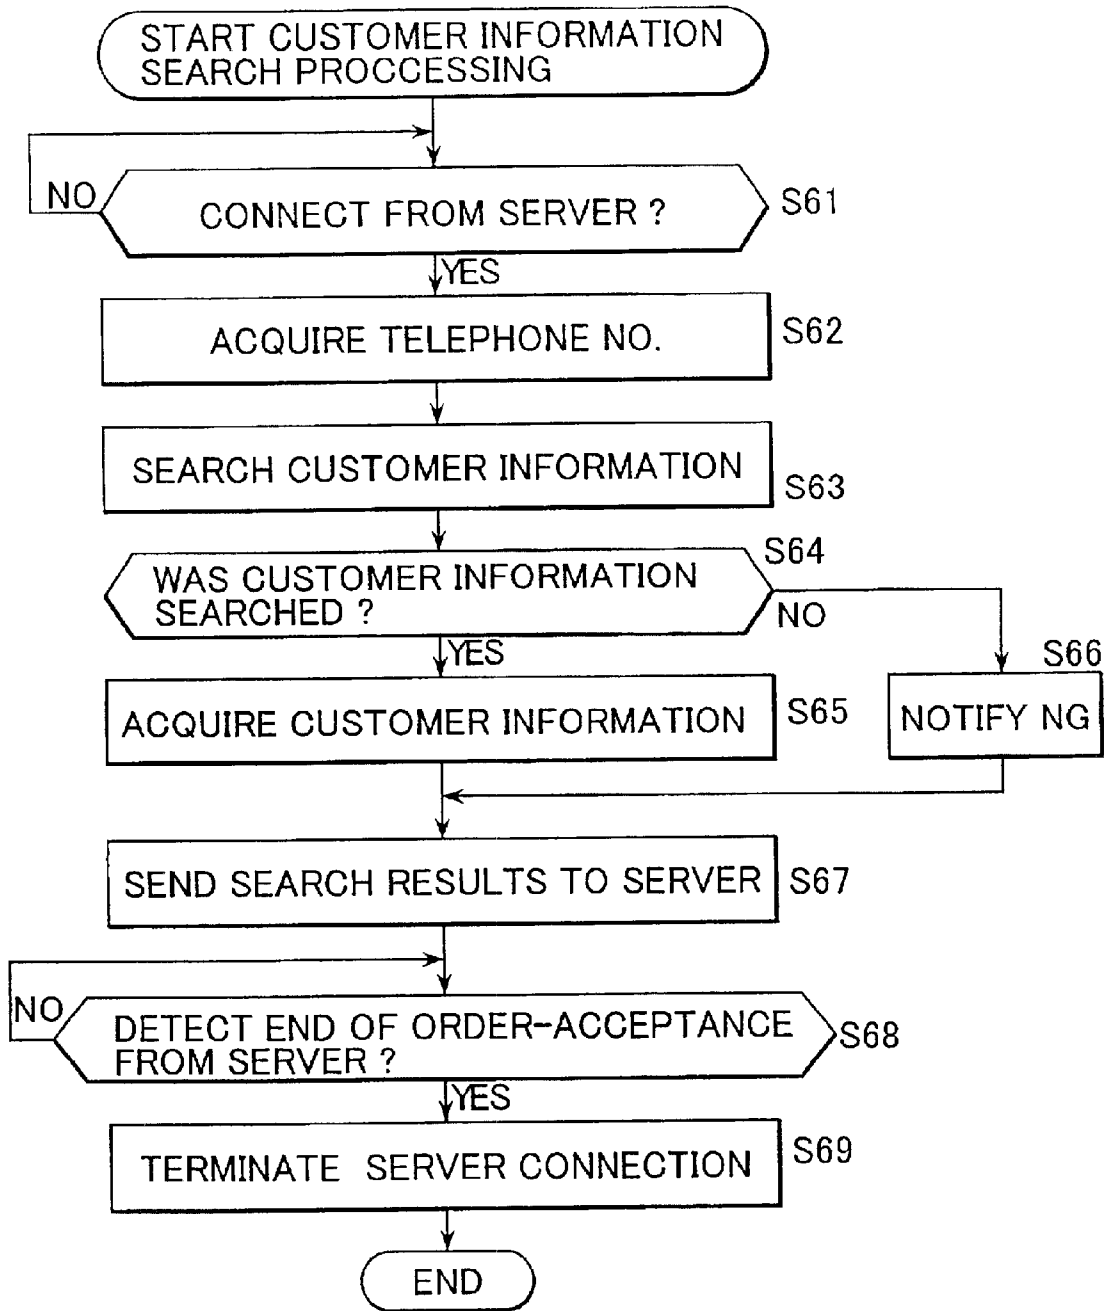 START CUSTOMER INFORMATION
SEARCH PROCCESSING
NO
CONNECT FROM SERVER ?
S61
YES
ACQUIRE TELEPHONE NO.
S62
SEARCH CUSTOMER INFORMATION
S63
S64
WAS CUSTOMER INFORMATION
SEARCHED ?
NO
YES
S66
ACQUIRE CUSTOMER INFORMATION
S65
NOTIFY NG
SEND SEARCH RESULTS TO SERVER
S67
NO
DETECT END OF ORDER-ACCEPTANCE
FROM SERVER ?
S68
YES
TERMINATE SERVER CONNECTION
S69
END